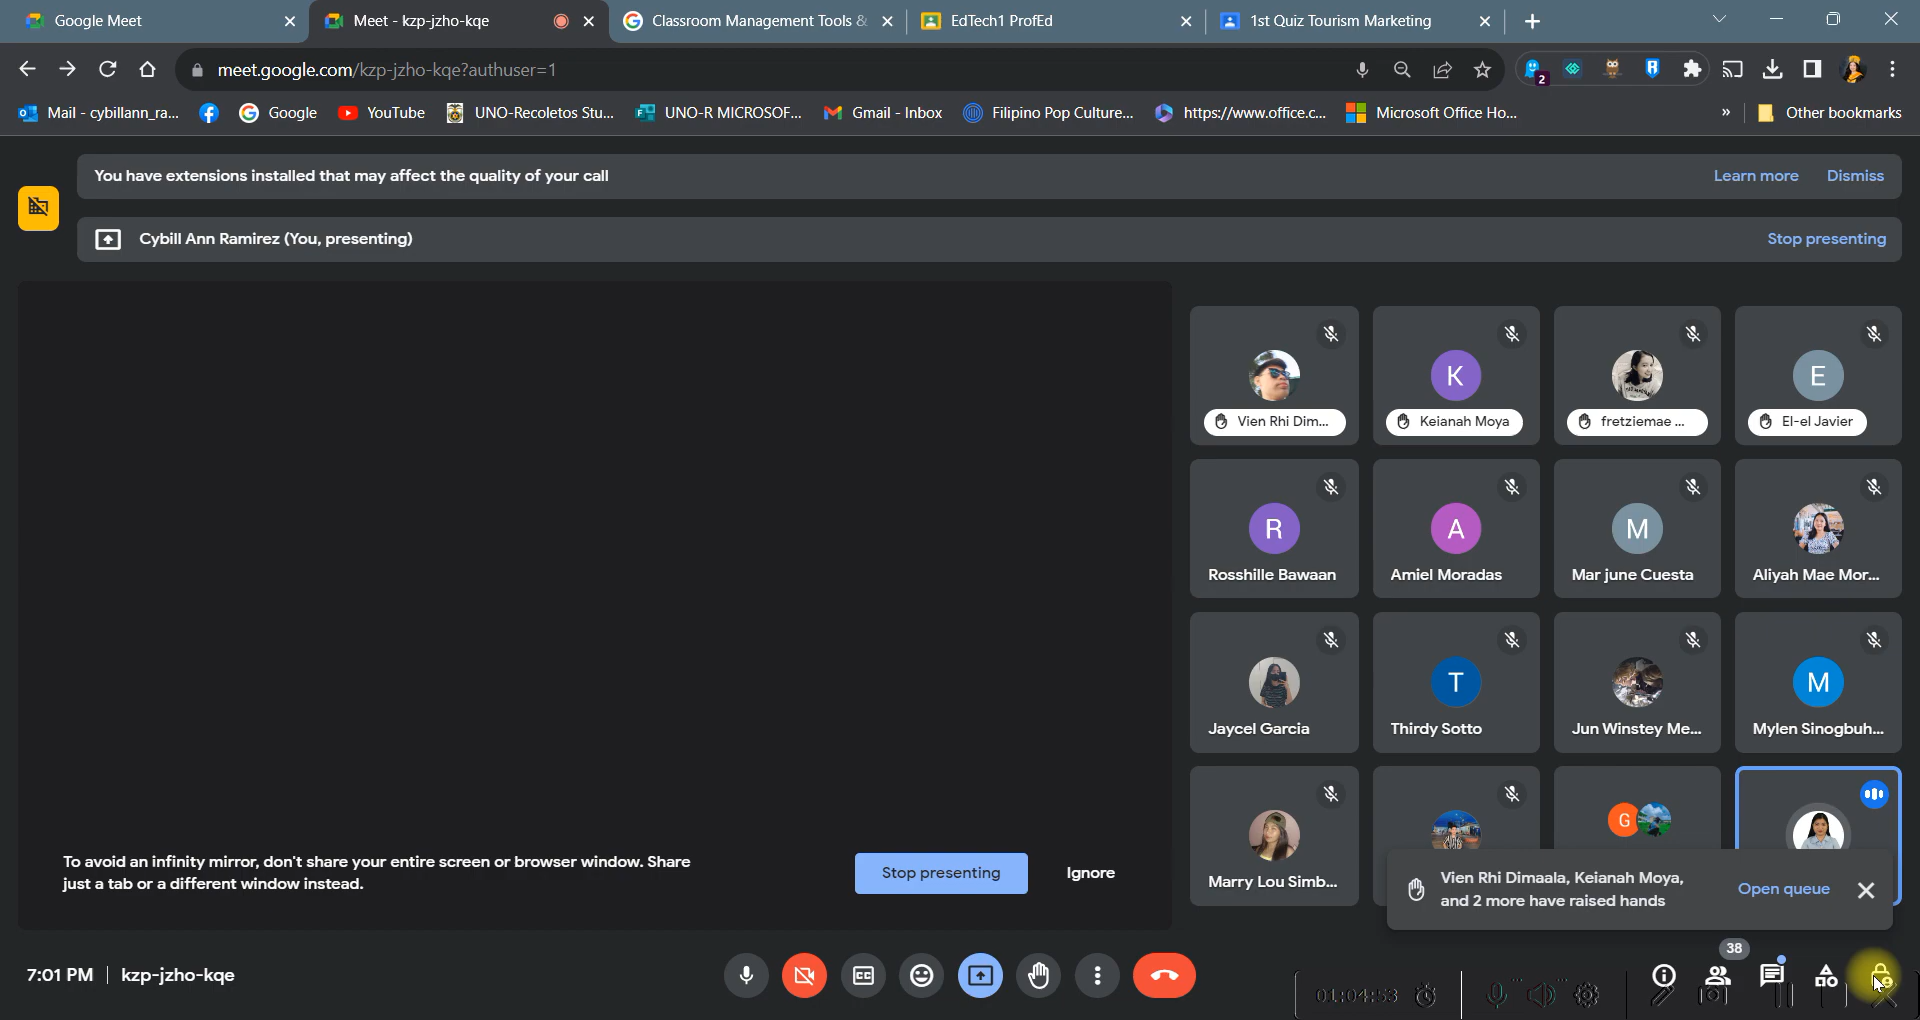 Google Meet
Meet - kzp-jzho-kqe
Classroom Management Tools &
EdTech1 ProfEd
1st Quiz Tourism Marketing
meet.google.com/kzp-jzho-kqe?authuser=1
2
Mail - cybillann_ra...
Google
YouTube
UNO-Recoletos Stu...
UNO-R MICROSOF...
Gmail - Inbox
Filipino Pop Culture...
https://www.office.c...
Microsoft Office Ho...
»
Other bookmarks
You have extensions installed that may affect the quality of your call
Learn more
Dismiss
Cybill Ann Ramirez (You, presenting)
Stop presenting
Vien Rhi Dim...
K
Keianah Moya
fretziemae ...
E
El-el Javier
R
Rosshille Bawaan
A
Amiel Moradas
M
Mar june Cuesta
Aliyah Mae Mor...
Jaycel Garcia
T
Thirdy Sotto
Jun Winstey Me...
M
Mylen Sinogbuh...
Marry Lou Simb...
G
To avoid an infinity mirror, don't share your entire screen or browser window. Share
just a tab or a different window instead.
Stop presenting
Ignore
Vien Rhi Dimaala, Keianah Moya,
and 2 more have raised hands
Open queue
7:01 PM
kzp-jzho-kqe
38
01:04:53